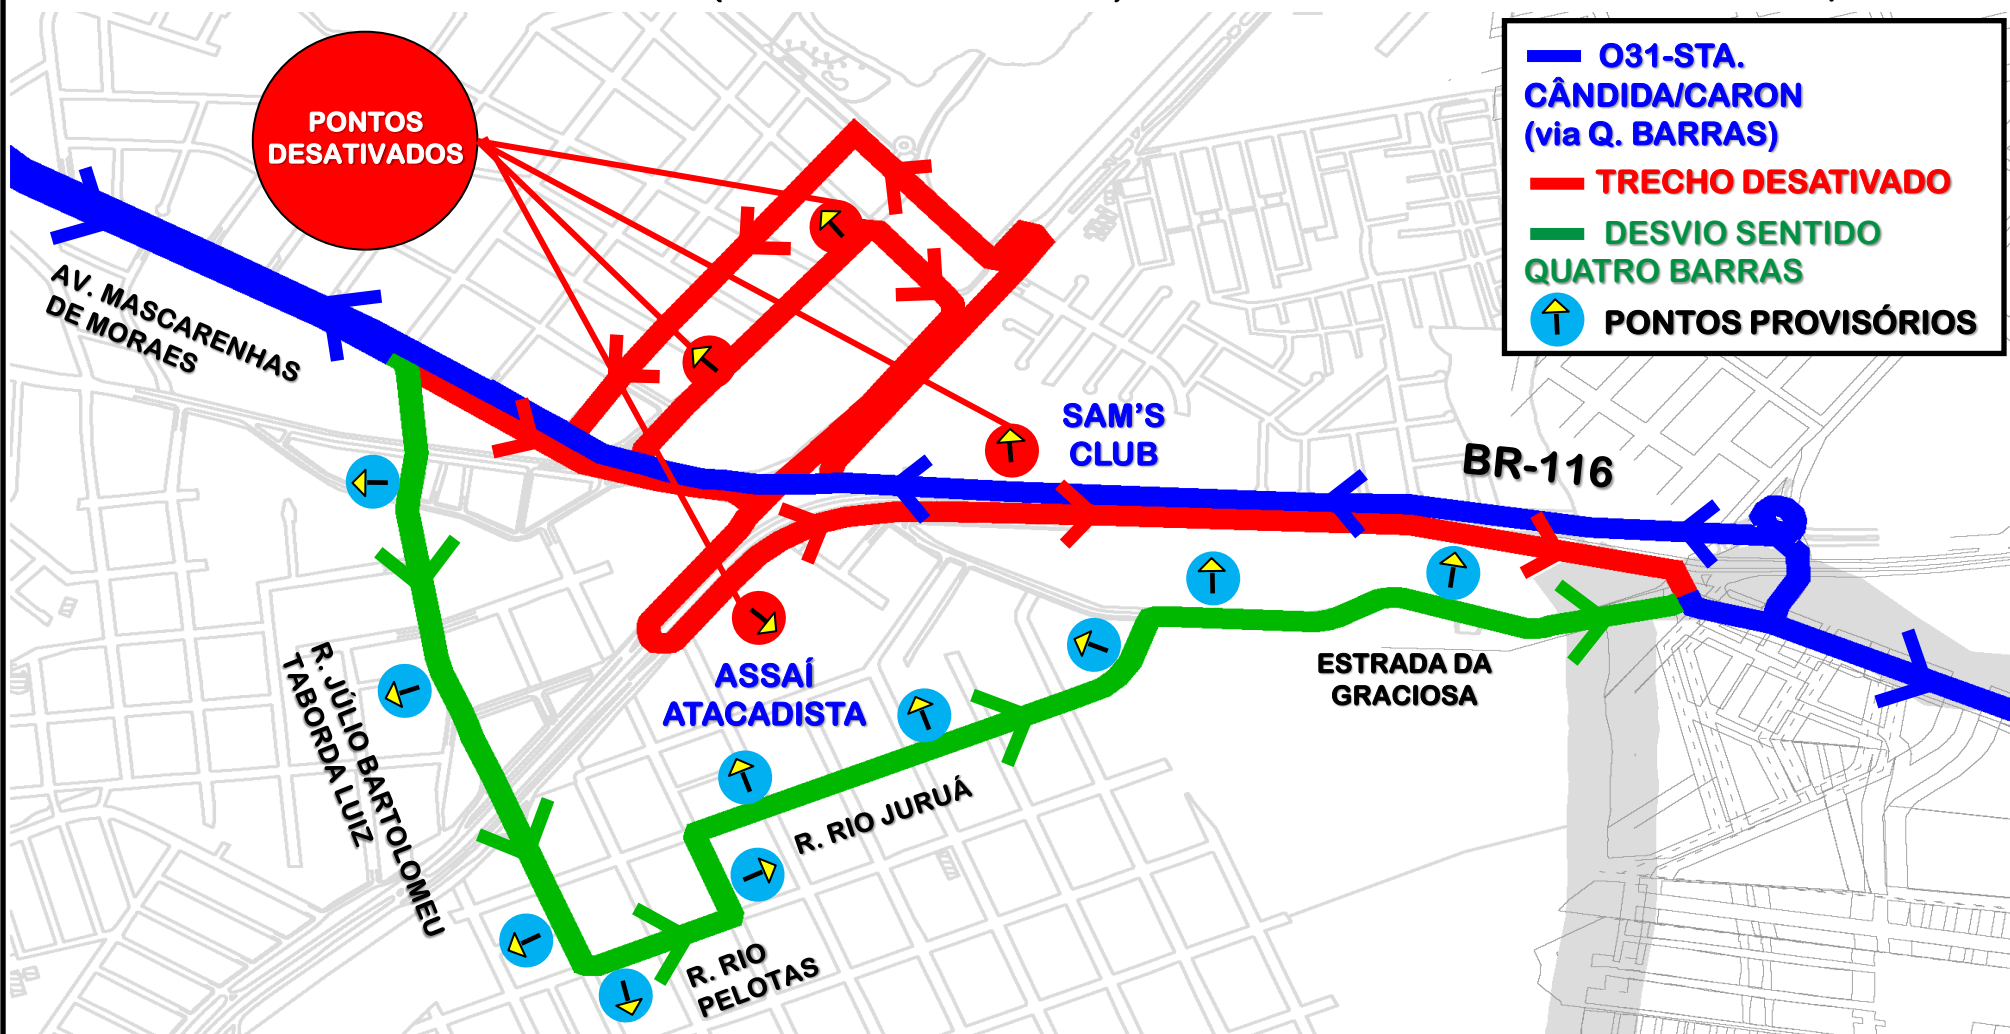 PONTOS
DESATIVADOS
O31-STA.
CÂNDIDA/CARON
(via Q. BARRAS)
TRECHO DESATIVADO
DESVIO SENTIDO
QUATRO BARRAS
PONTOS PROVISÓRIOS
AV. MASCARENHAS
DE MORAES
SAM'S
CLUB
BR-116
ASSAÍ
ATACADISTA
ESTRADA DA
GRACIOSA
R. JÚLIO BARTOLOMEU
TABORDA LUIZ
R. RIO JURUÁ
R. RIO
PELOTAS